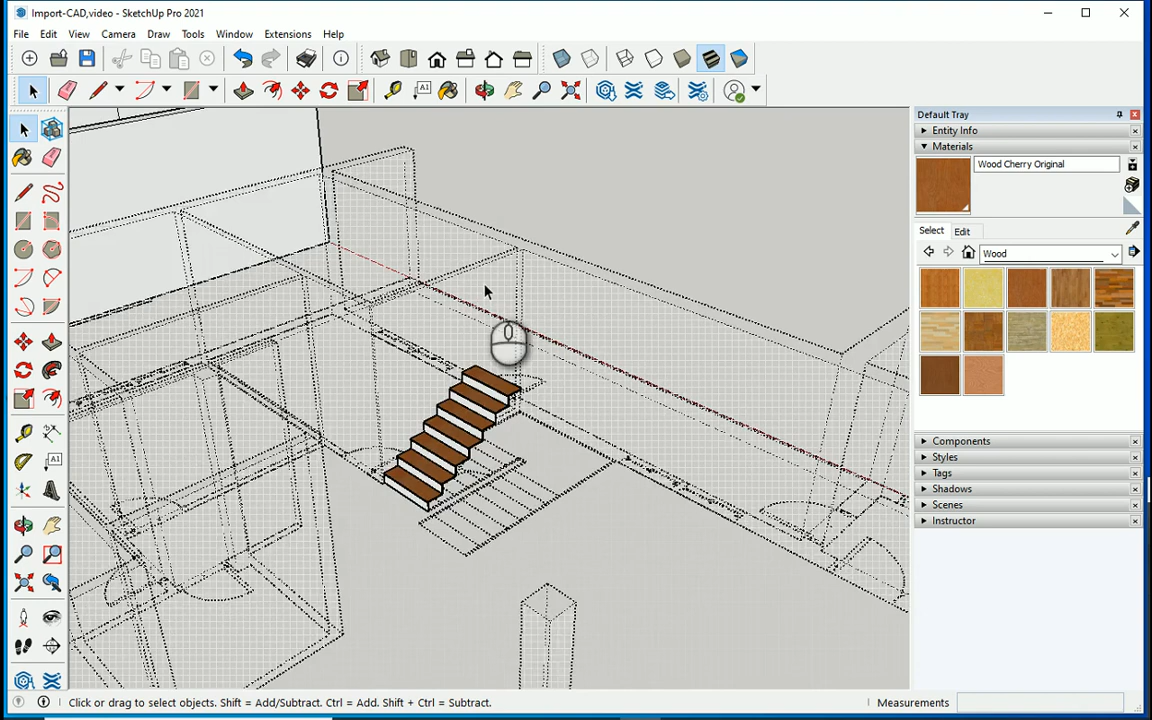 Import-CAD,video - SketchUp Pro 2021
File Edit View Camera Draw Tools Window Extensions Help
Default Tray
Entity Info
Materials
Wood Cherry Original
Select Edit
Wood
Components
Styles
Tags
Shadows
Scenes
Instructor
Click or drag to select objects. Shift = Add/Subtract. Ctrl = Add. Shift + Ctrl = Subtract.
Measurements